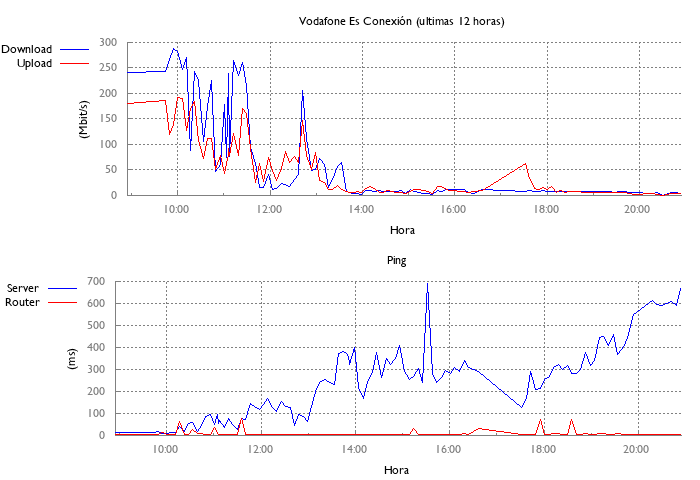 Vodafone Es Conexión (ultimas 12 horas)
Download
Upload
(Mbit/s)
300
250
200
150
100
50
0
10:00 12:00 14:00 16:00 18:00 20:00
Hora
Ping
Server
Router
(ms)
700
600
500
400
300
200
100
0
10:00 12:00 14:00 16:00 18:00 20:00
Hora